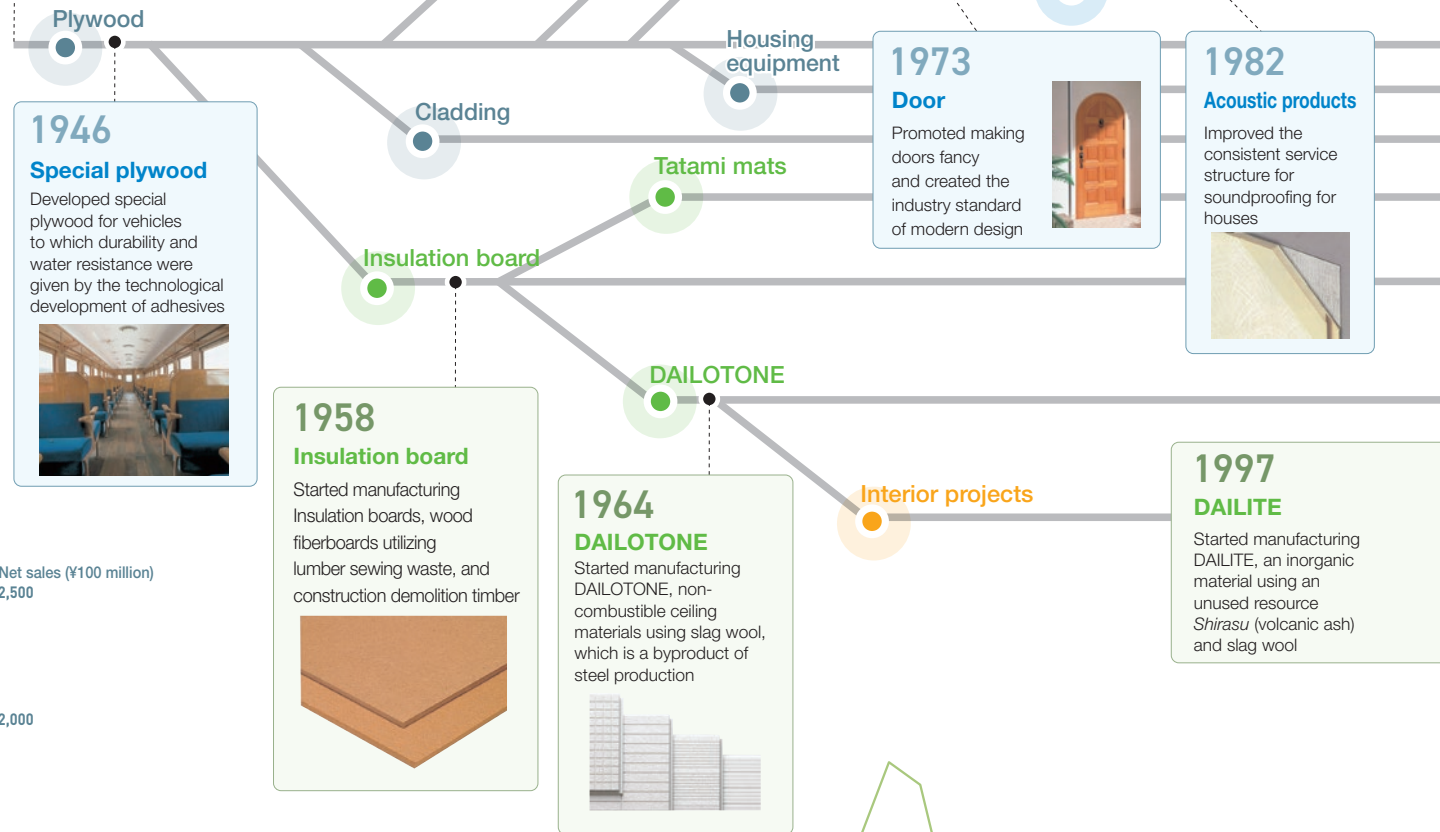 Plywood
1946
Special plywood
Developed special
plywood for vehicles
to which durability and
water resistance were
given by the technological
development of adhesives
Cladding
Housing
equipment
Tatami mats
Insulation board
1958
Insulation board
Started manufacturing
Insulation boards, wood
fiberboards utilizing
lumber sewing waste, and
construction demolition timber
DAILOTONE
1964
DAILOTONE
Started manufacturing
DAILOTONE, non-
combustible ceiling
materials using slag wool,
which is a byproduct of
steel production
Interior projects
1973
Door
Promoted making
doors fancy
and created the
industry standard
of modern design
1982
Acoustic products
Improved the
consistent service
structure for
soundproofing for
houses
1997
DAILITE
Started manufacturing
DAILITE, an inorganic
material using an
unused resource
Shirasu (volcanic ash)
and slag wool
Net sales (¥100 million)
2,500
2,000